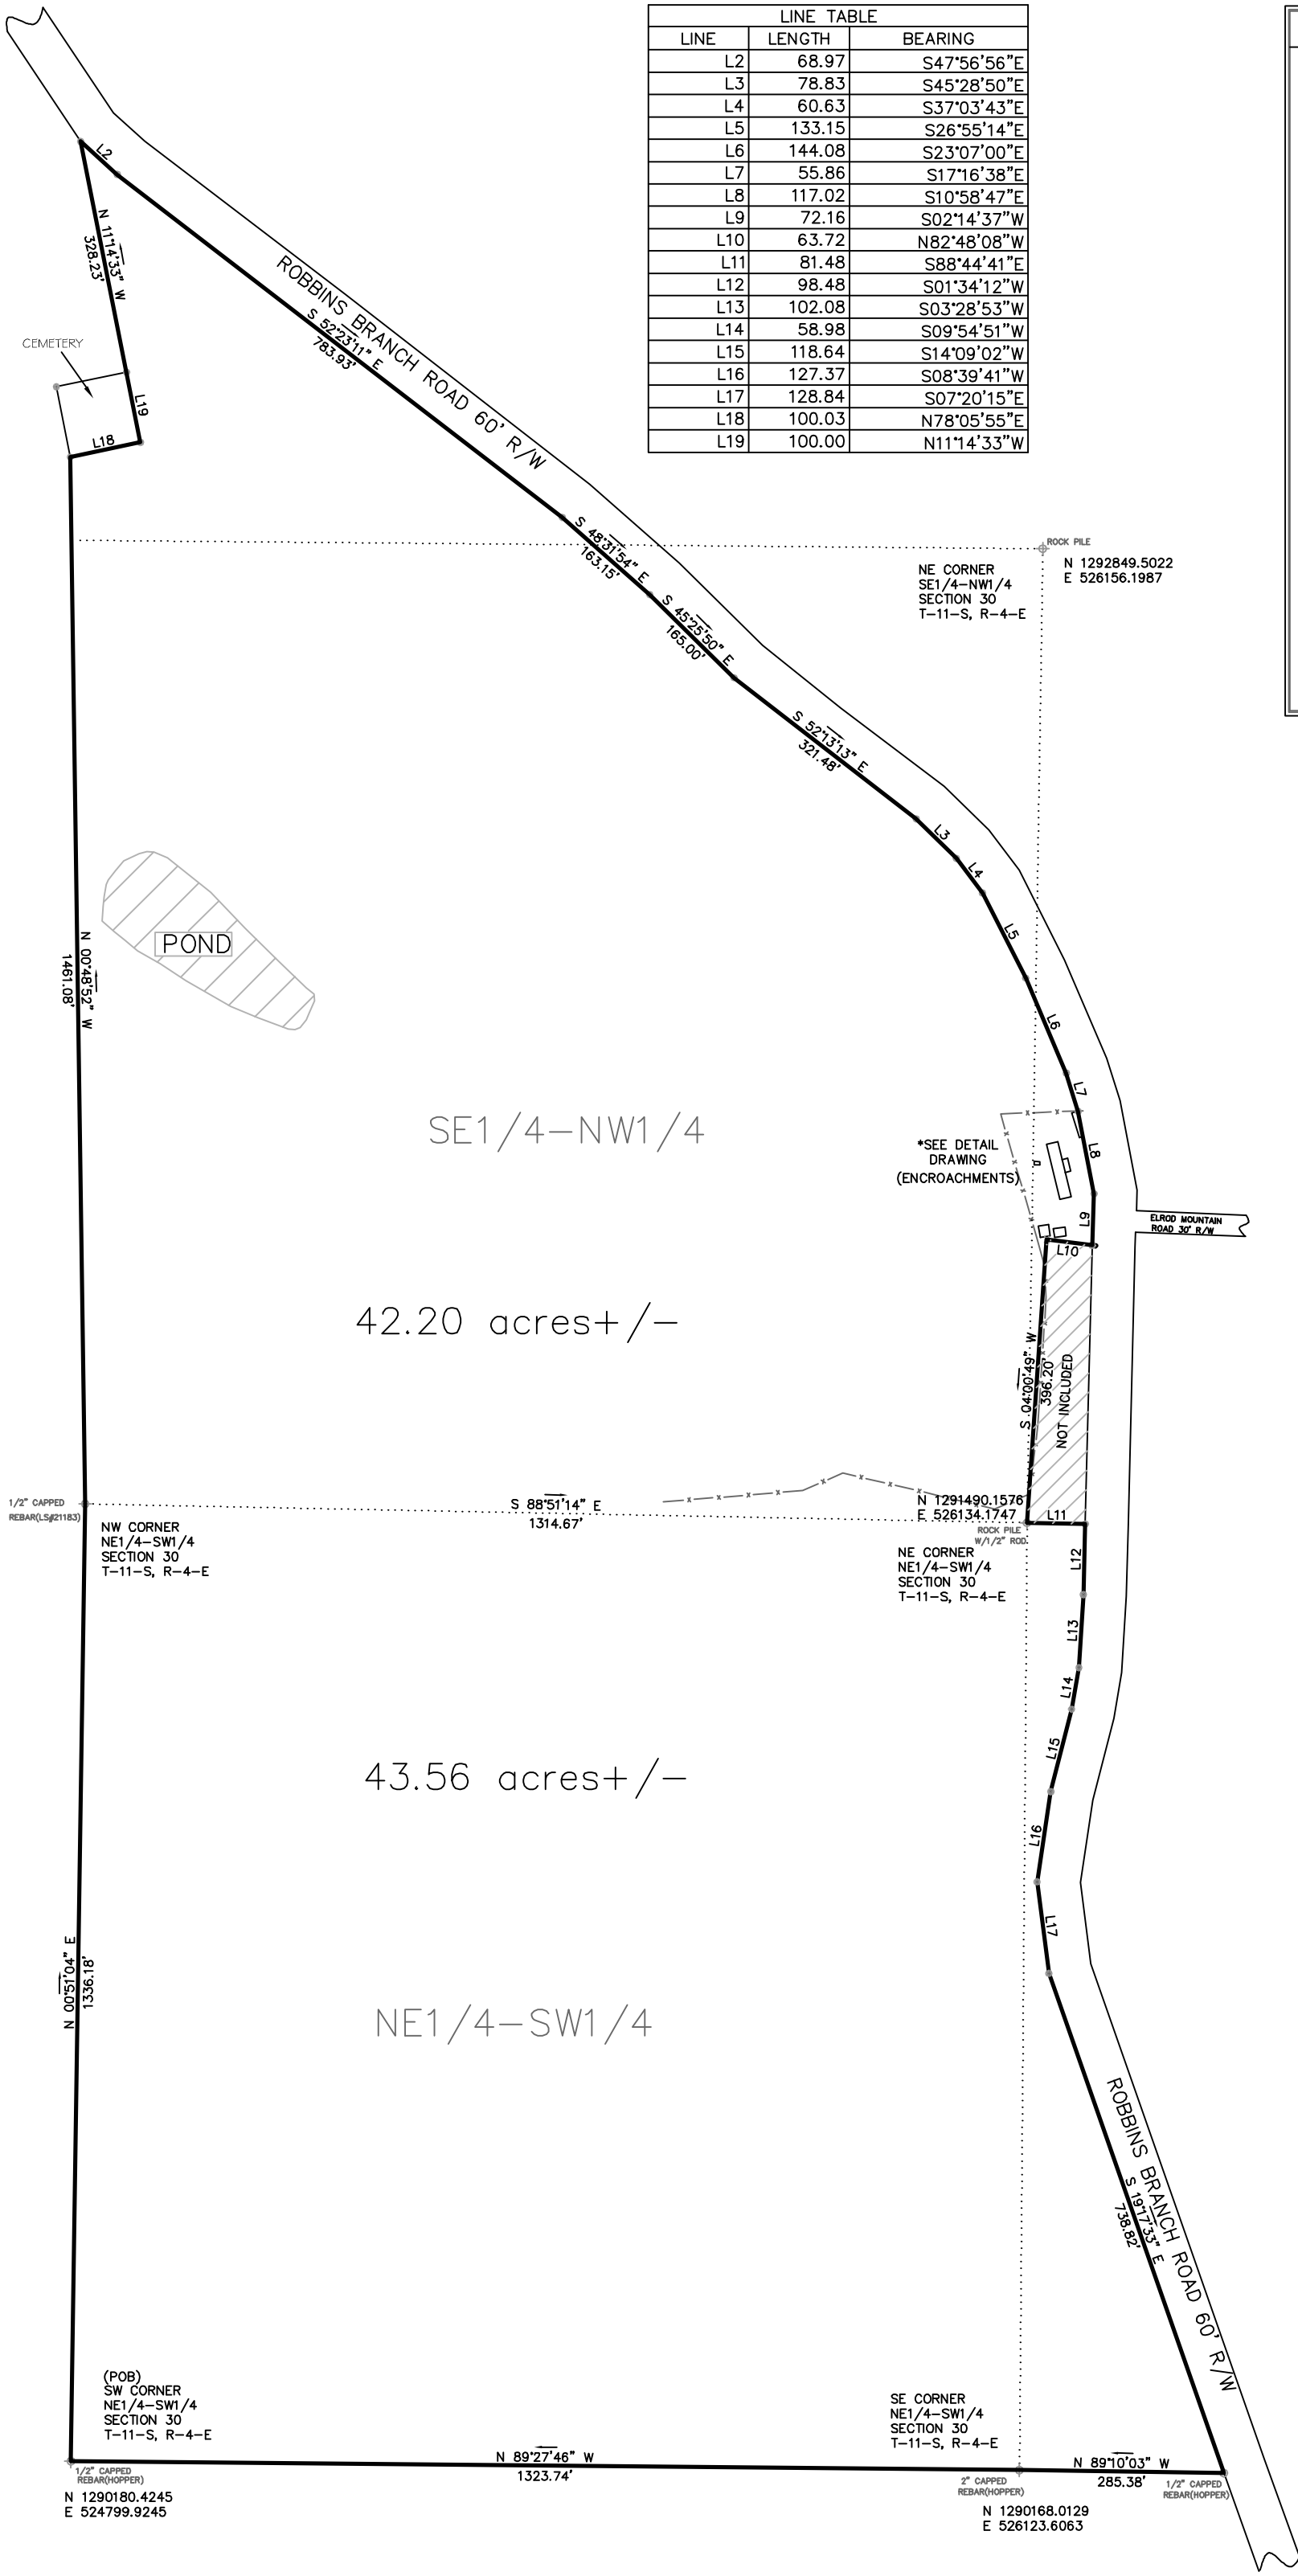 LINE TABLE
LINE LENGTH BEARING
L2 68.97 S47°56'56"E
L3 78.83 S45°28'50"E
L4 60.63 S37°03'43"E
L5 133.15 S26°55'14"E
L6 144.08 S23°07'00"E
L7 55.86 S17°16'38"E
L8 117.02 S10°58'47"E
L9 72.16 S02°14'37"W
L10 63.72 N82°48'08"W
L11 81.48 S88°44'41"E
L12 98.48 S01°34'12"W
L13 102.08 S03°28'53"W
L14 58.98 S09°54'51"W
L15 118.64 S14°09'02"W
L16 127.37 S08°39'41"W
L17 128.84 S07°20'15"E
L18 100.03 N78°05'55"E
L19 100.00 N11°14'33"W
L2
N 11°14'33" W
328.23'
CEMETERY
L19
L18
ROBBINS BRANCH ROAD 60' R/W
S 52°23'11" E
783.93'
S 48°31'54" E
163.15'
S 45°25'50" E
165.00'
S 52°13'13" E
321.48'
ROCK PILE
N 1292849.5022
E 526156.1987
NE CORNER
SE1/4-NW1/4
SECTION 30
T-11-S, R-4-E
L3
L4
L5
L6
L7
L8
L9
L10
POND
N 00°48'52" W
1461.08'
SE1/4-NW1/4
*SEE DETAIL
DRAWING
(ENCROACHMENTS)
ELROD MOUNTAIN
ROAD 30' R/W
42.20 acres+/-
S 04°00'49" W
396.20'
NOT INCLUDED
1/2" CAPPED
REBAR(LS#21183)
NW CORNER
NE1/4-SW1/4
SECTION 30
T-11-S, R-4-E
S 88°51'14" E
1314.67'
N 1291490.1576
E 526134.1747
L11
ROCK PILE
W/1/2" ROD
NE CORNER
NE1/4-SW1/4
SECTION 30
T-11-S, R-4-E
L12
L13
L14
L15
L16
L17
43.56 acres+/-
N 00°51'04" E
1336.18'
NE1/4-SW1/4
ROBBINS BRANCH ROAD 60' R/W
S 19°17'33" E
738.82'
(POB)
SW CORNER
NE1/4-SW1/4
SECTION 30
T-11-S, R-4-E
1/2" CAPPED
REBAR(HOPPER)
N 1290180.4245
E 524799.9245
N 89°27'46" W
1323.74'
SE CORNER
NE1/4-SW1/4
SECTION 30
T-11-S, R-4-E
2" CAPPED
REBAR(HOPPER)
N 1290168.0129
E 526123.6063
N 89°10'03" W
285.38'
1/2" CAPPED
REBAR(HOPPER)